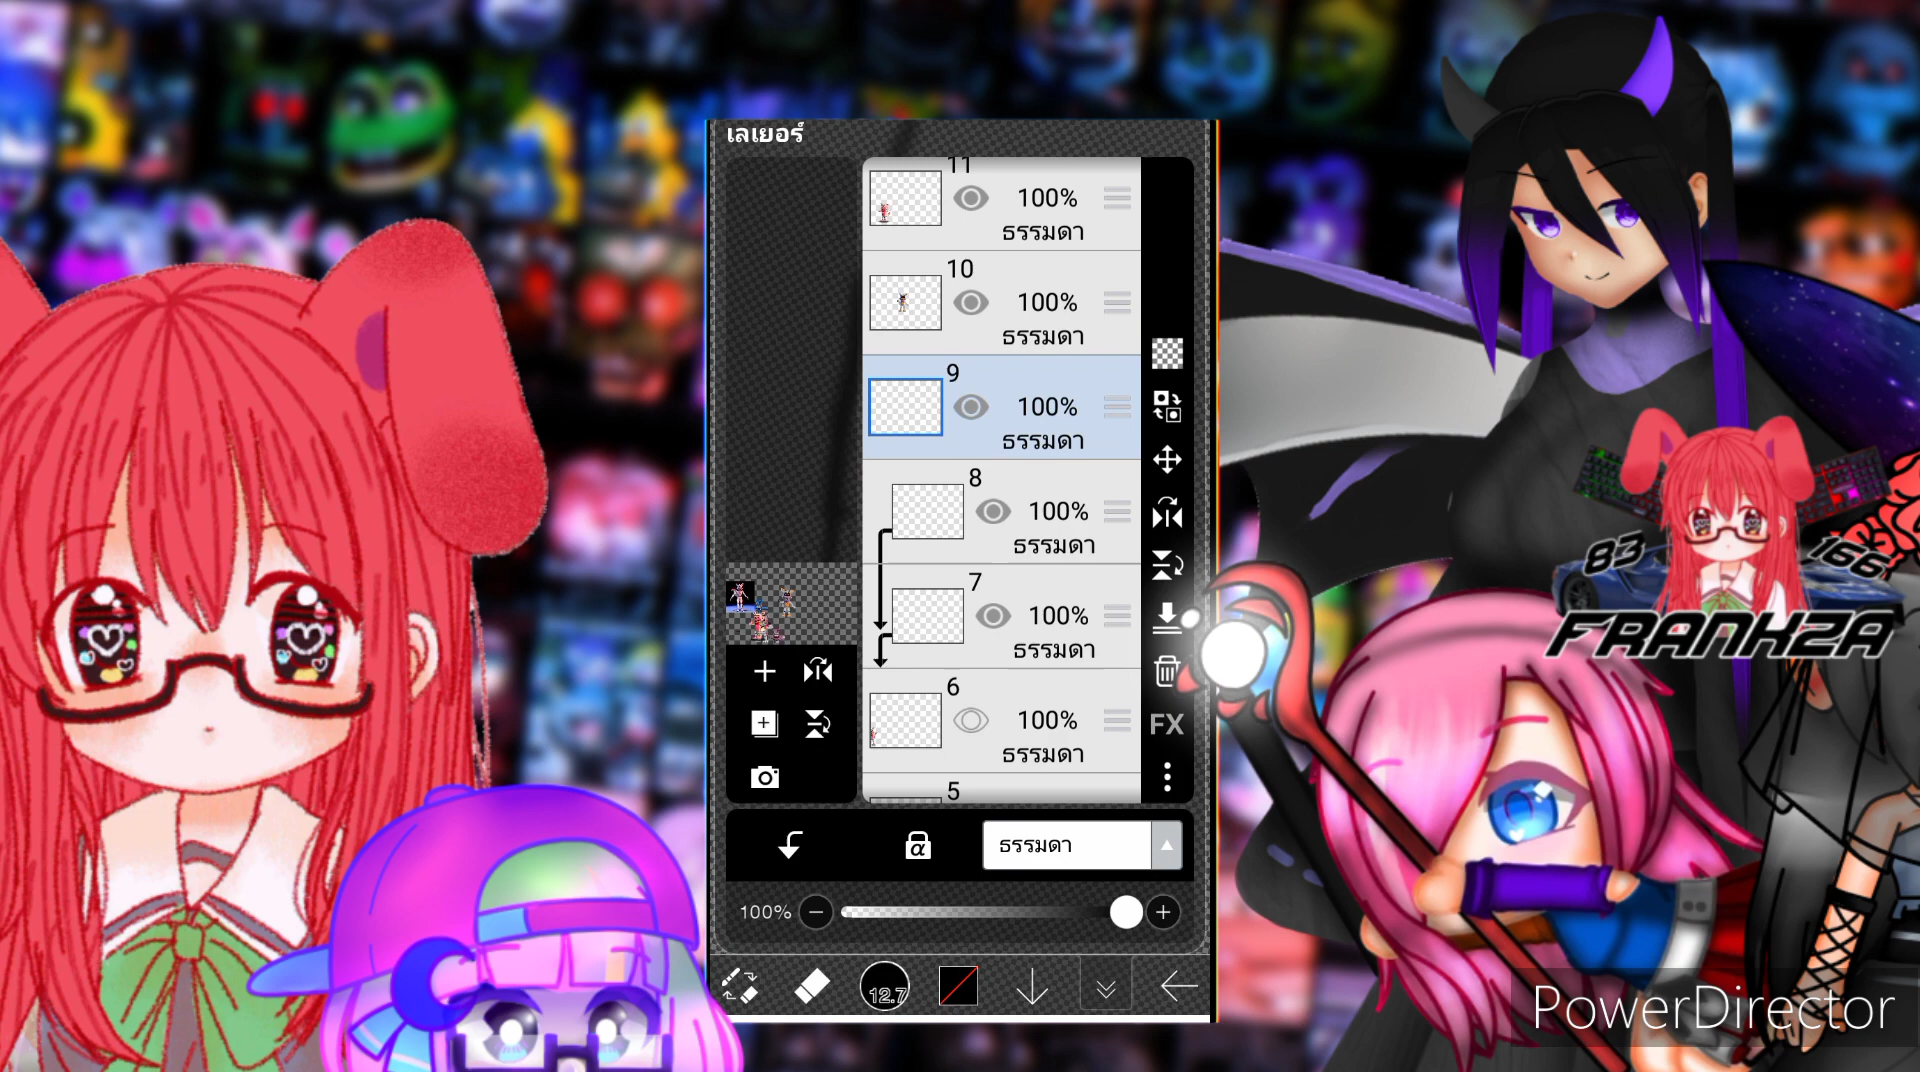 เลเยอร์
11
100%
ธรรมดา
10
100%
ธรรมดา
9
100%
ธรรมดา
8
100%
ธรรมดา
7
100%
ธรรมดา
6
100%
ธรรมดา
5
FX
α
ธรรมดา
100%
12.7
83
166
FRANKZA
PowerDirector